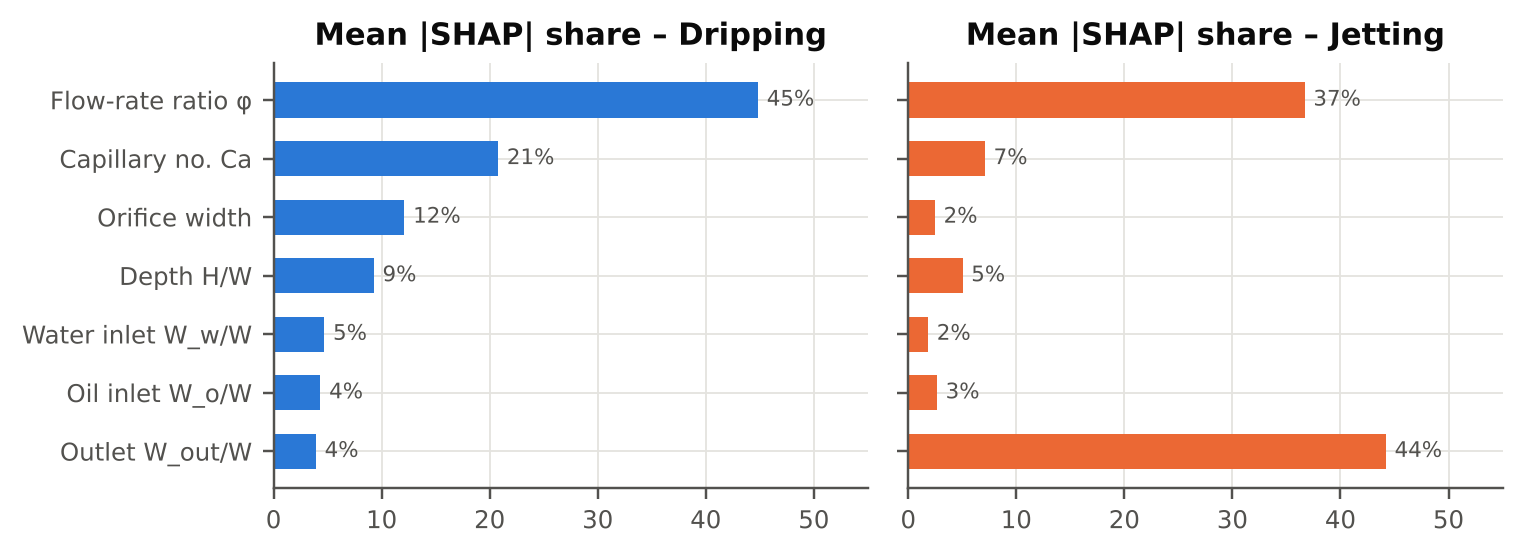 Mean |SHAP| share – Dripping
Mean |SHAP| share – Jetting
Flow-rate ratio φ
45%
37%
Capillary no. Ca
21%
7%
Orifice width
12%
2%
Depth H/W
9%
5%
Water inlet W_w/W
5%
2%
Oil inlet W_o/W
4%
3%
Outlet W_out/W
4%
44%
0 10 20 30 40 50
0 10 20 30 40 50